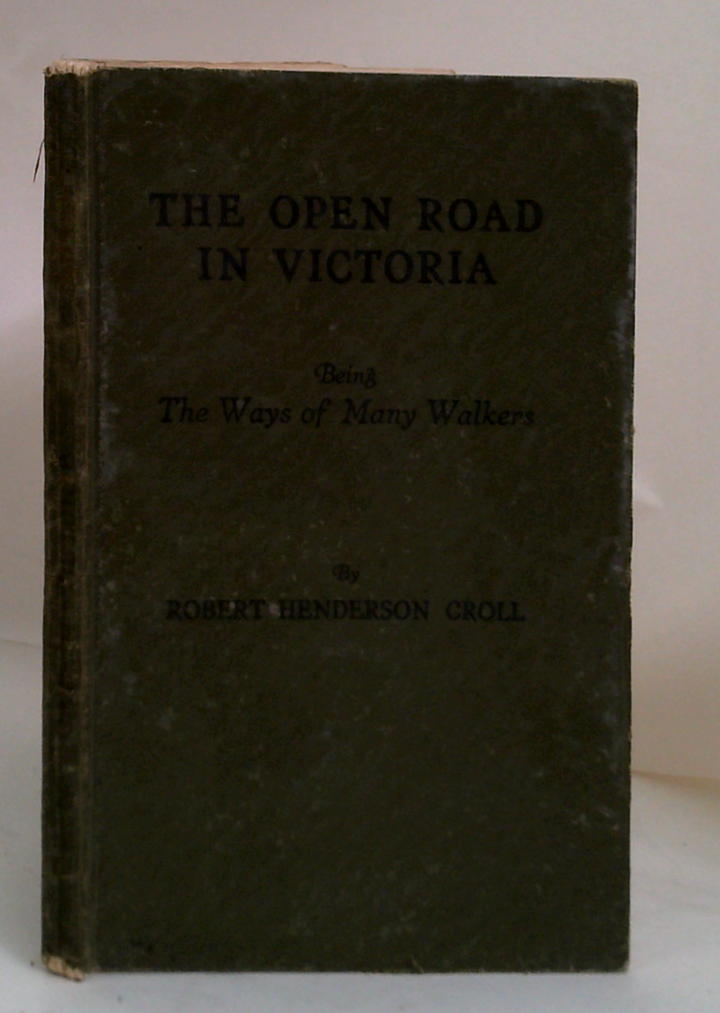 THE OPEN ROAD
IN VICTORIA
Being
The Ways of Many Walkers
By
ROBERT HENDERSON CROLL